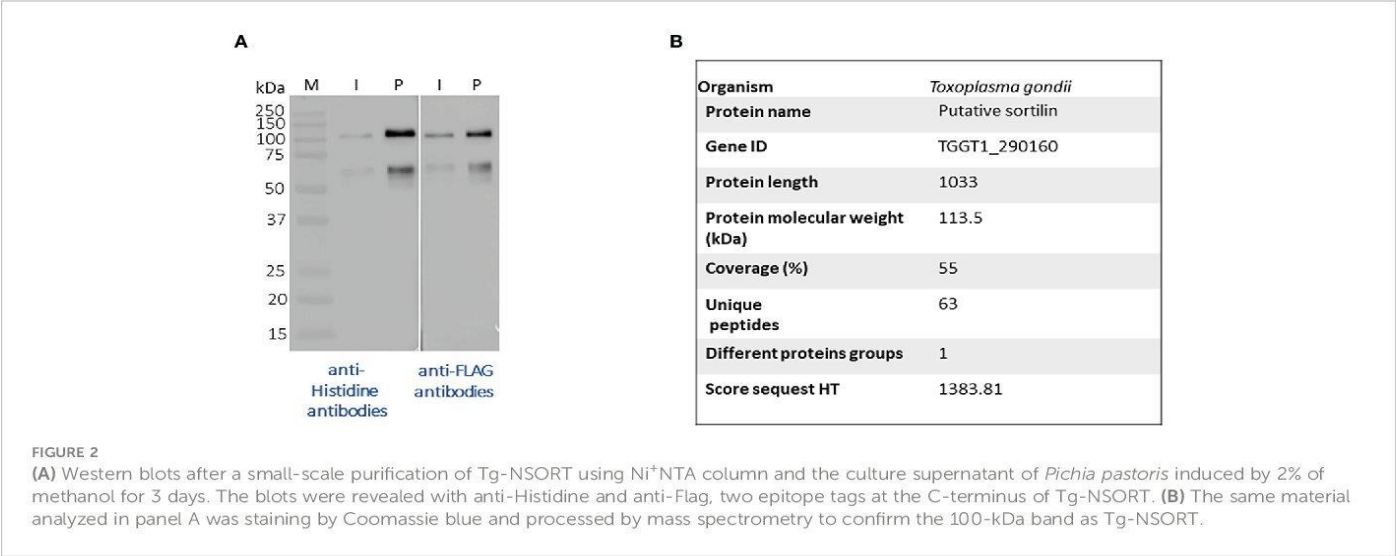 A
kDa M I P I P
250
150
100
75
50
37
25
20
15
anti-
Histidine
antibodies
anti-FLAG
antibodies
B
Organism Toxoplasma gondii
Protein name Putative sortilin
Gene ID TGGT1_290160
Protein length 1033
Protein molecular weight 113.5
(kDa)
Coverage (%) 55
Unique 63
peptides
Different proteins groups 1
Score sequest HT 1383.81
FIGURE 2
(A) Western blots after a small-scale purification of Tg-NSORT using Ni⁺NTA column and the culture supernatant of Pichia pastoris induced by 2% of
methanol for 3 days. The blots were revealed with anti-Histidine and anti-Flag, two epitope tags at the C-terminus of Tg-NSORT. (B) The same material
analyzed in panel A was staining by Coomassie blue and processed by mass spectrometry to confirm the 100-kDa band as Tg-NSORT.